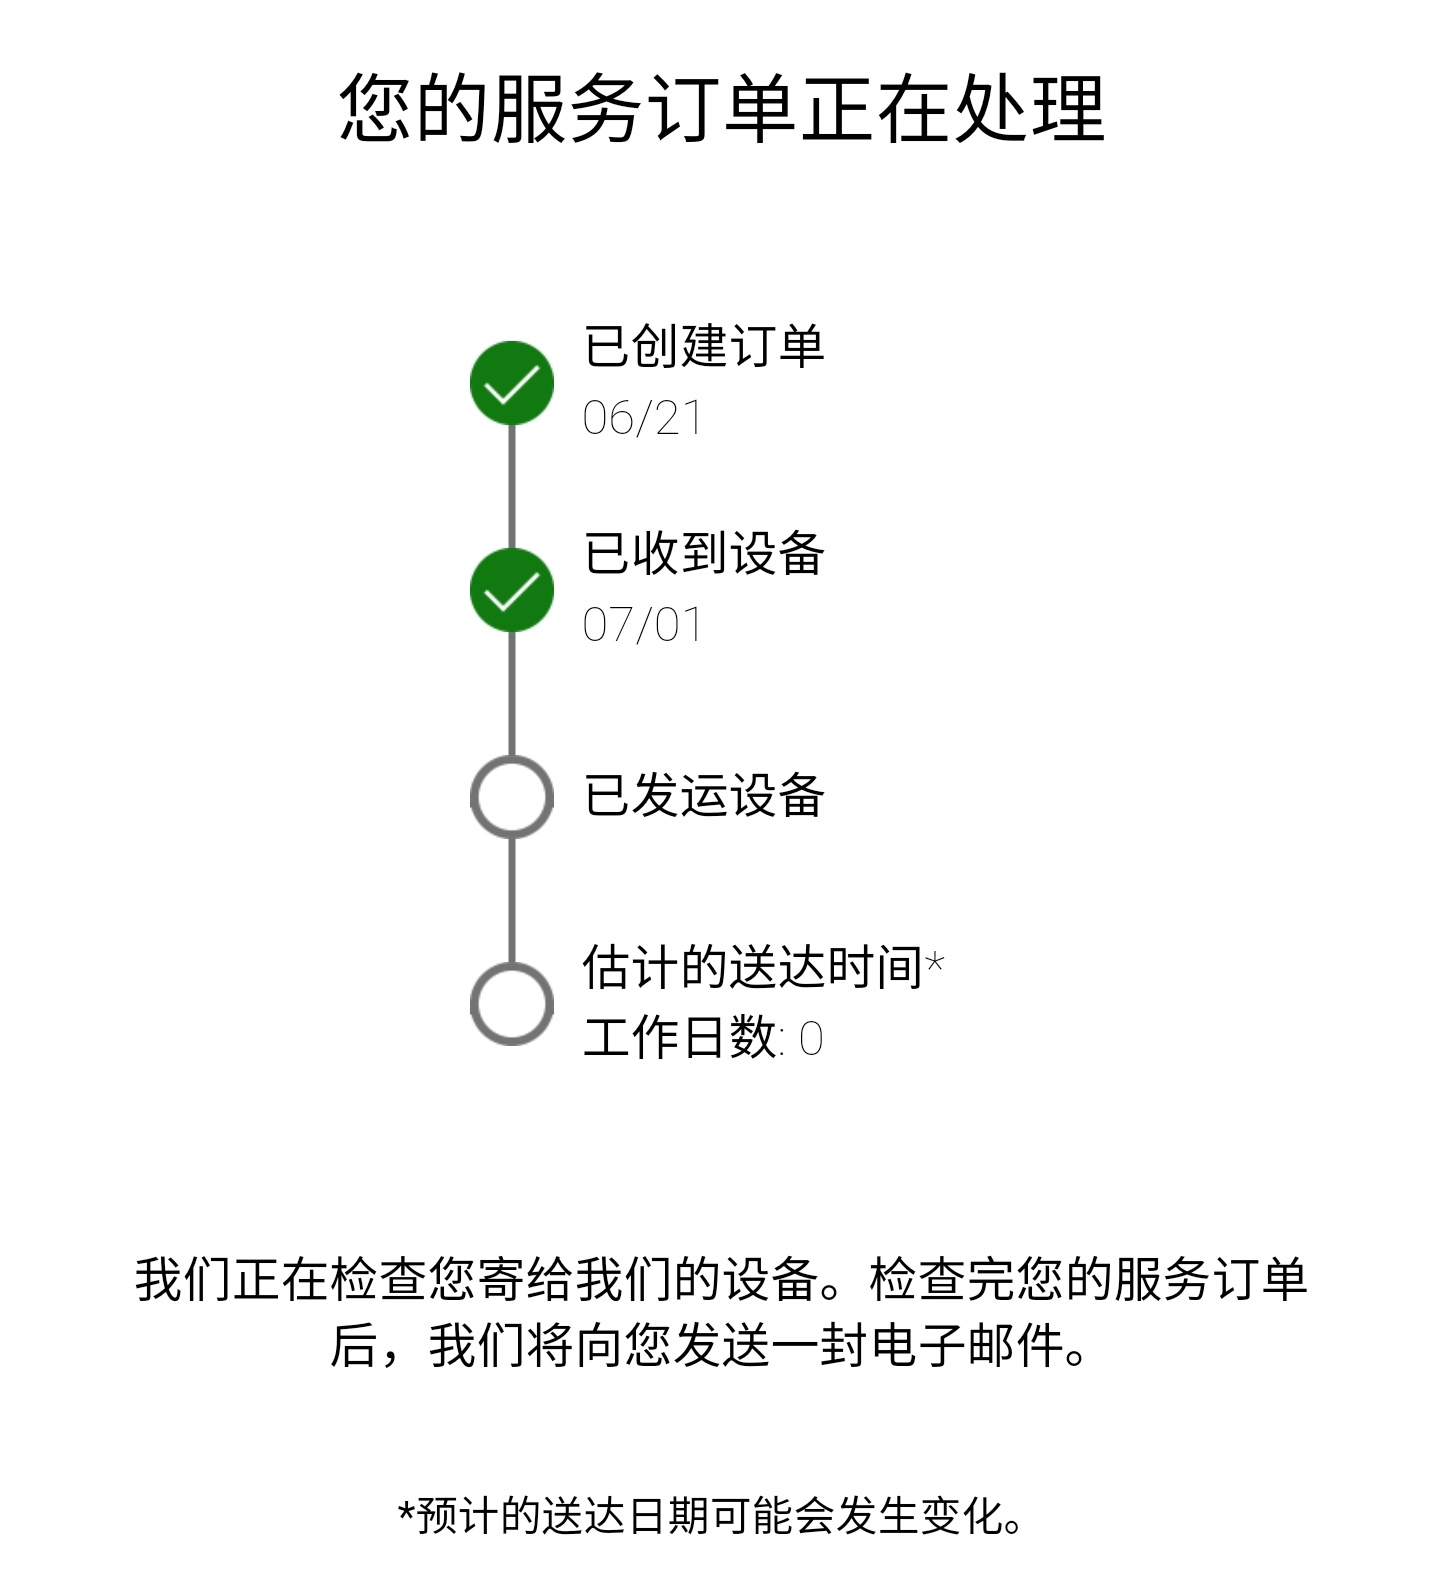 您的服务订单正在处理
已创建订单
06/21
已收到设备
07/01
已发运设备
估计的送达时间*
工作日数: 0
我们正在检查您寄给我们的设备。检查完您的服务订单
后，我们将向您发送一封电子邮件。
*预计的送达日期可能会发生变化。